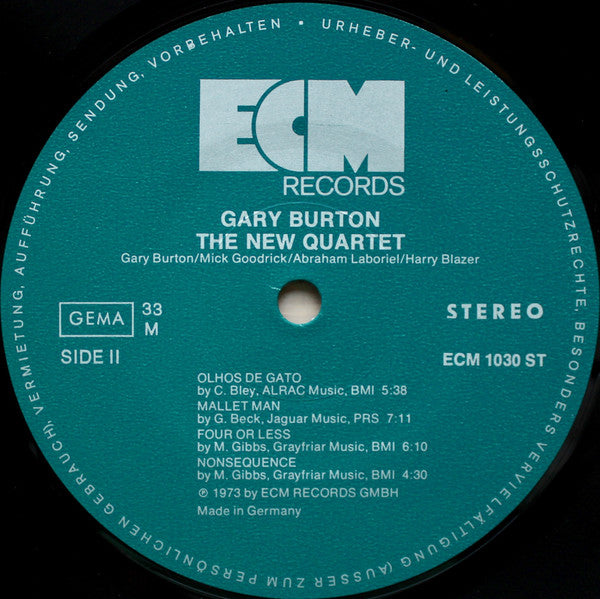 URHEBER- UND LEISTUNGSSCHUTZRECHTE, BESONDERS VERVIELFÄLTIGUNG (AUSSER ZUM PERSÖNLICHEN GEBRAUCH), VERMIETUNG, AUFFÜHRUNG, SENDUNG, VORBEHALTEN •
ECM
RECORDS
GARY BURTON
THE NEW QUARTET
Gary Burton/Mick Goodrick/Abraham Laboriel/Harry Blazer
GEMA
33
M
STEREO
SIDE II
ECM 1030 ST
OLHOS DE GATO
by C. Bley, ALRAC Music, BMI 5:38
MALLET MAN
by G. Beck, Jaguar Music, PRS 7:11
FOUR OR LESS
by M. Gibbs, Grayfriar Music, BMI 6:10
NONSEQUENCE
by M. Gibbs, Grayfriar Music, BMI 4:30
℗ 1973 by ECM RECORDS GMBH
Made in Germany